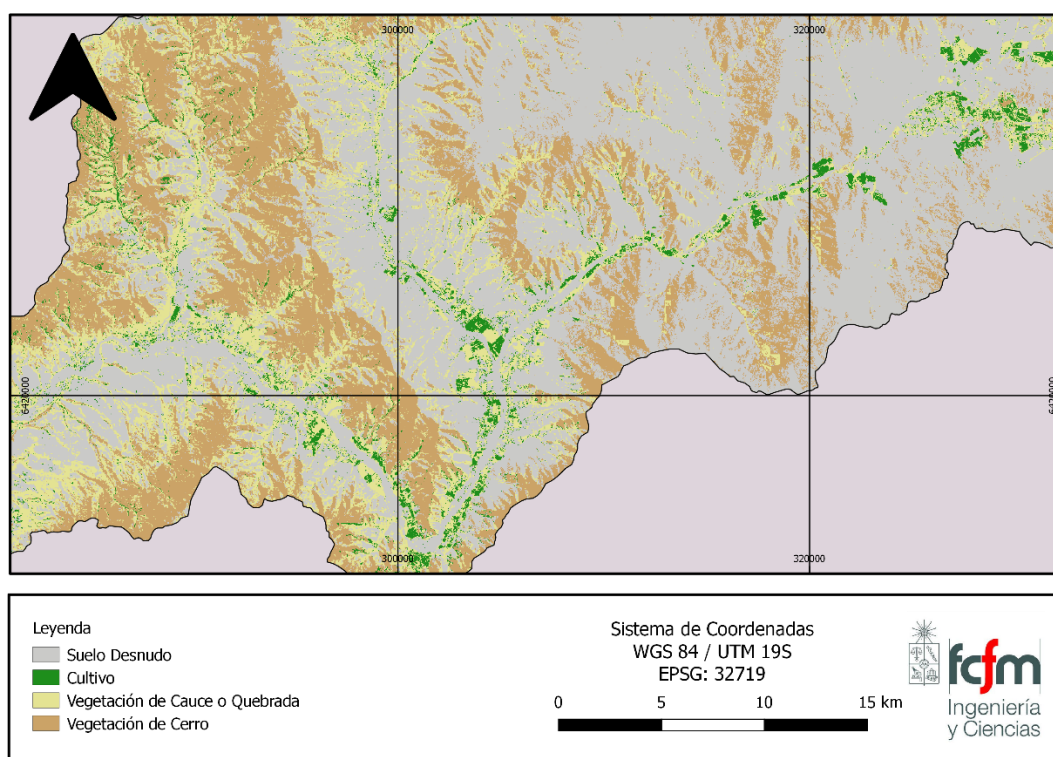 300000
320000
6420000
6420000
300000
320000
Leyenda
Suelo Desnudo
Cultivo
Vegetación de Cauce o Quebrada
Vegetación de Cerro
Sistema de Coordenadas
WGS 84 / UTM 19S
EPSG: 32719
0 5 10 15 km
fcfm
Ingeniería
y Ciencias